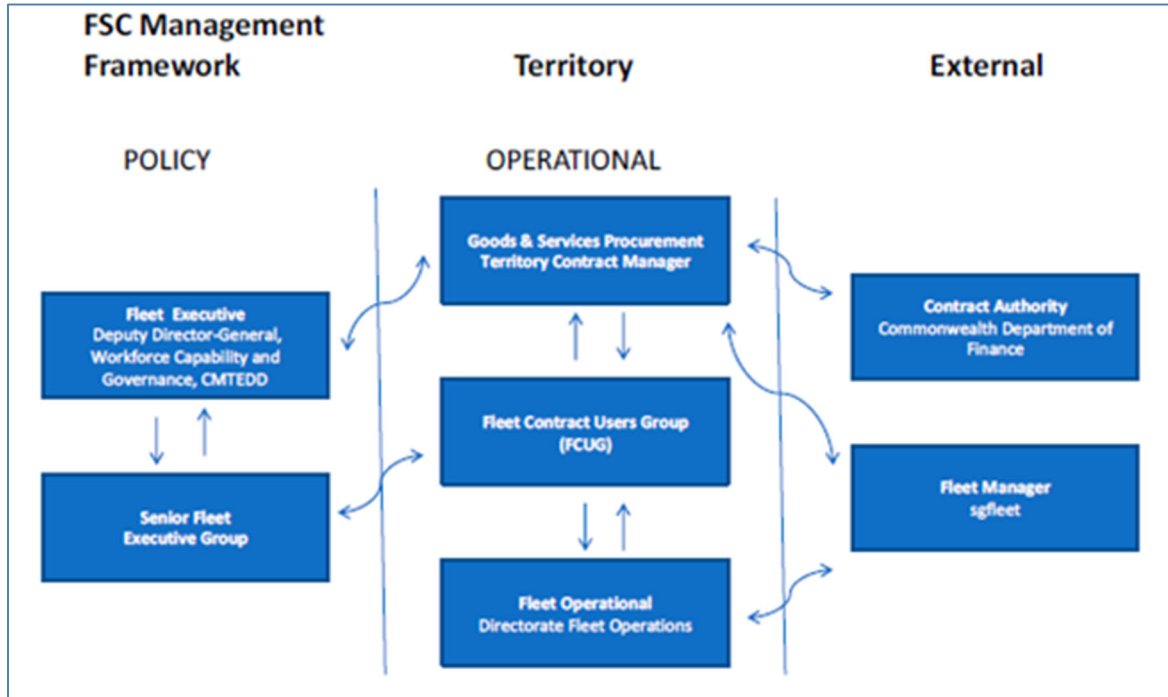 FSC Management
Framework
Territory
External
POLICY
OPERATIONAL
Goods & Services Procurement
Territory Contract Manager
Fleet Executive
Deputy Director-General,
Workforce Capability and
Governance, CMTEDD
Contract Authority
Commonwealth Department of
Finance
Fleet Contract Users Group
(FCUG)
Senior Fleet
Executive Group
Fleet Manager
sgfleet
Fleet Operational
Directorate Fleet Operations